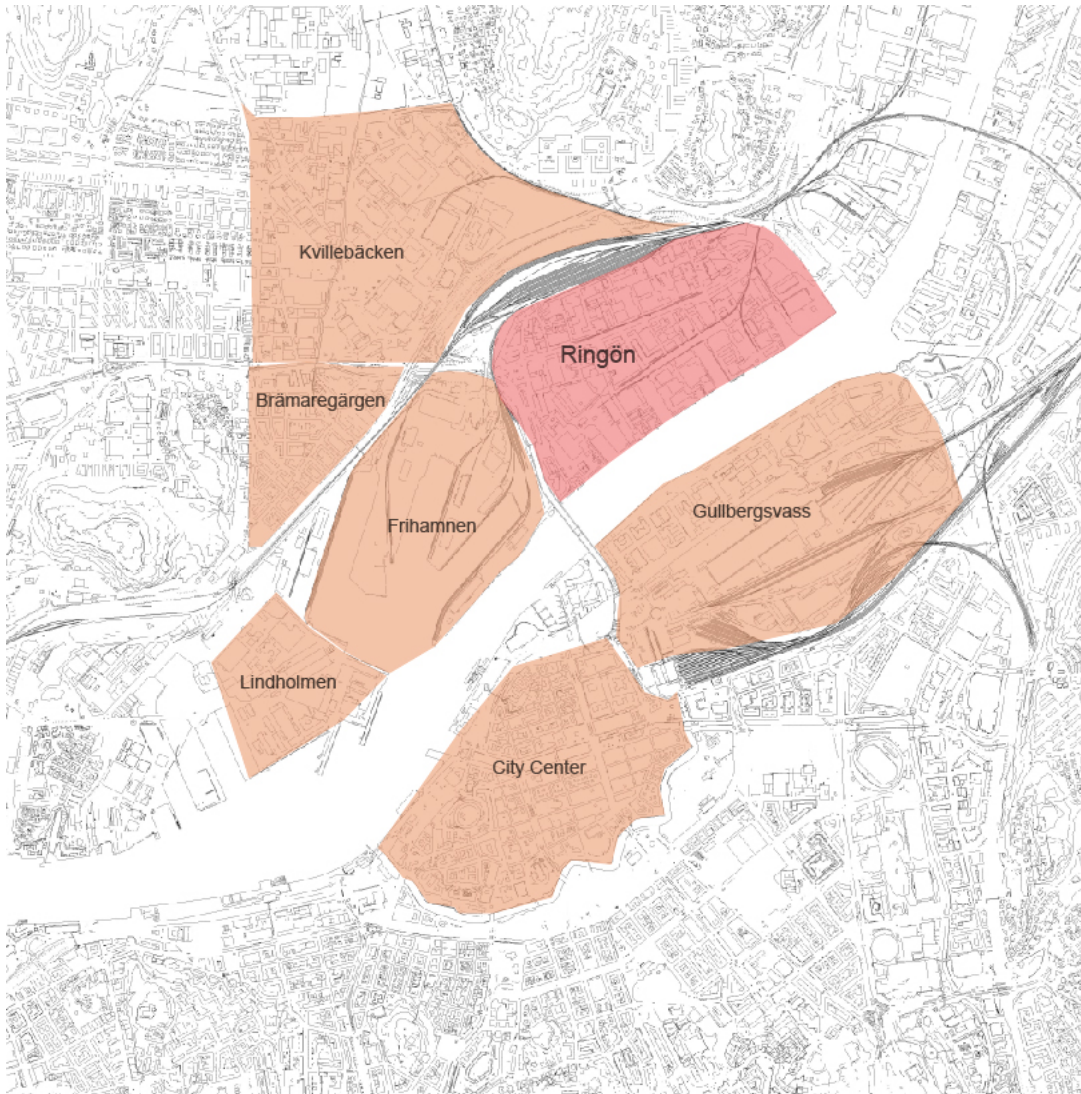 Kvillebäcken
Ringön
Brämaregärgen
Gullbergsvass
Frihamnen
Lindholmen
City Center